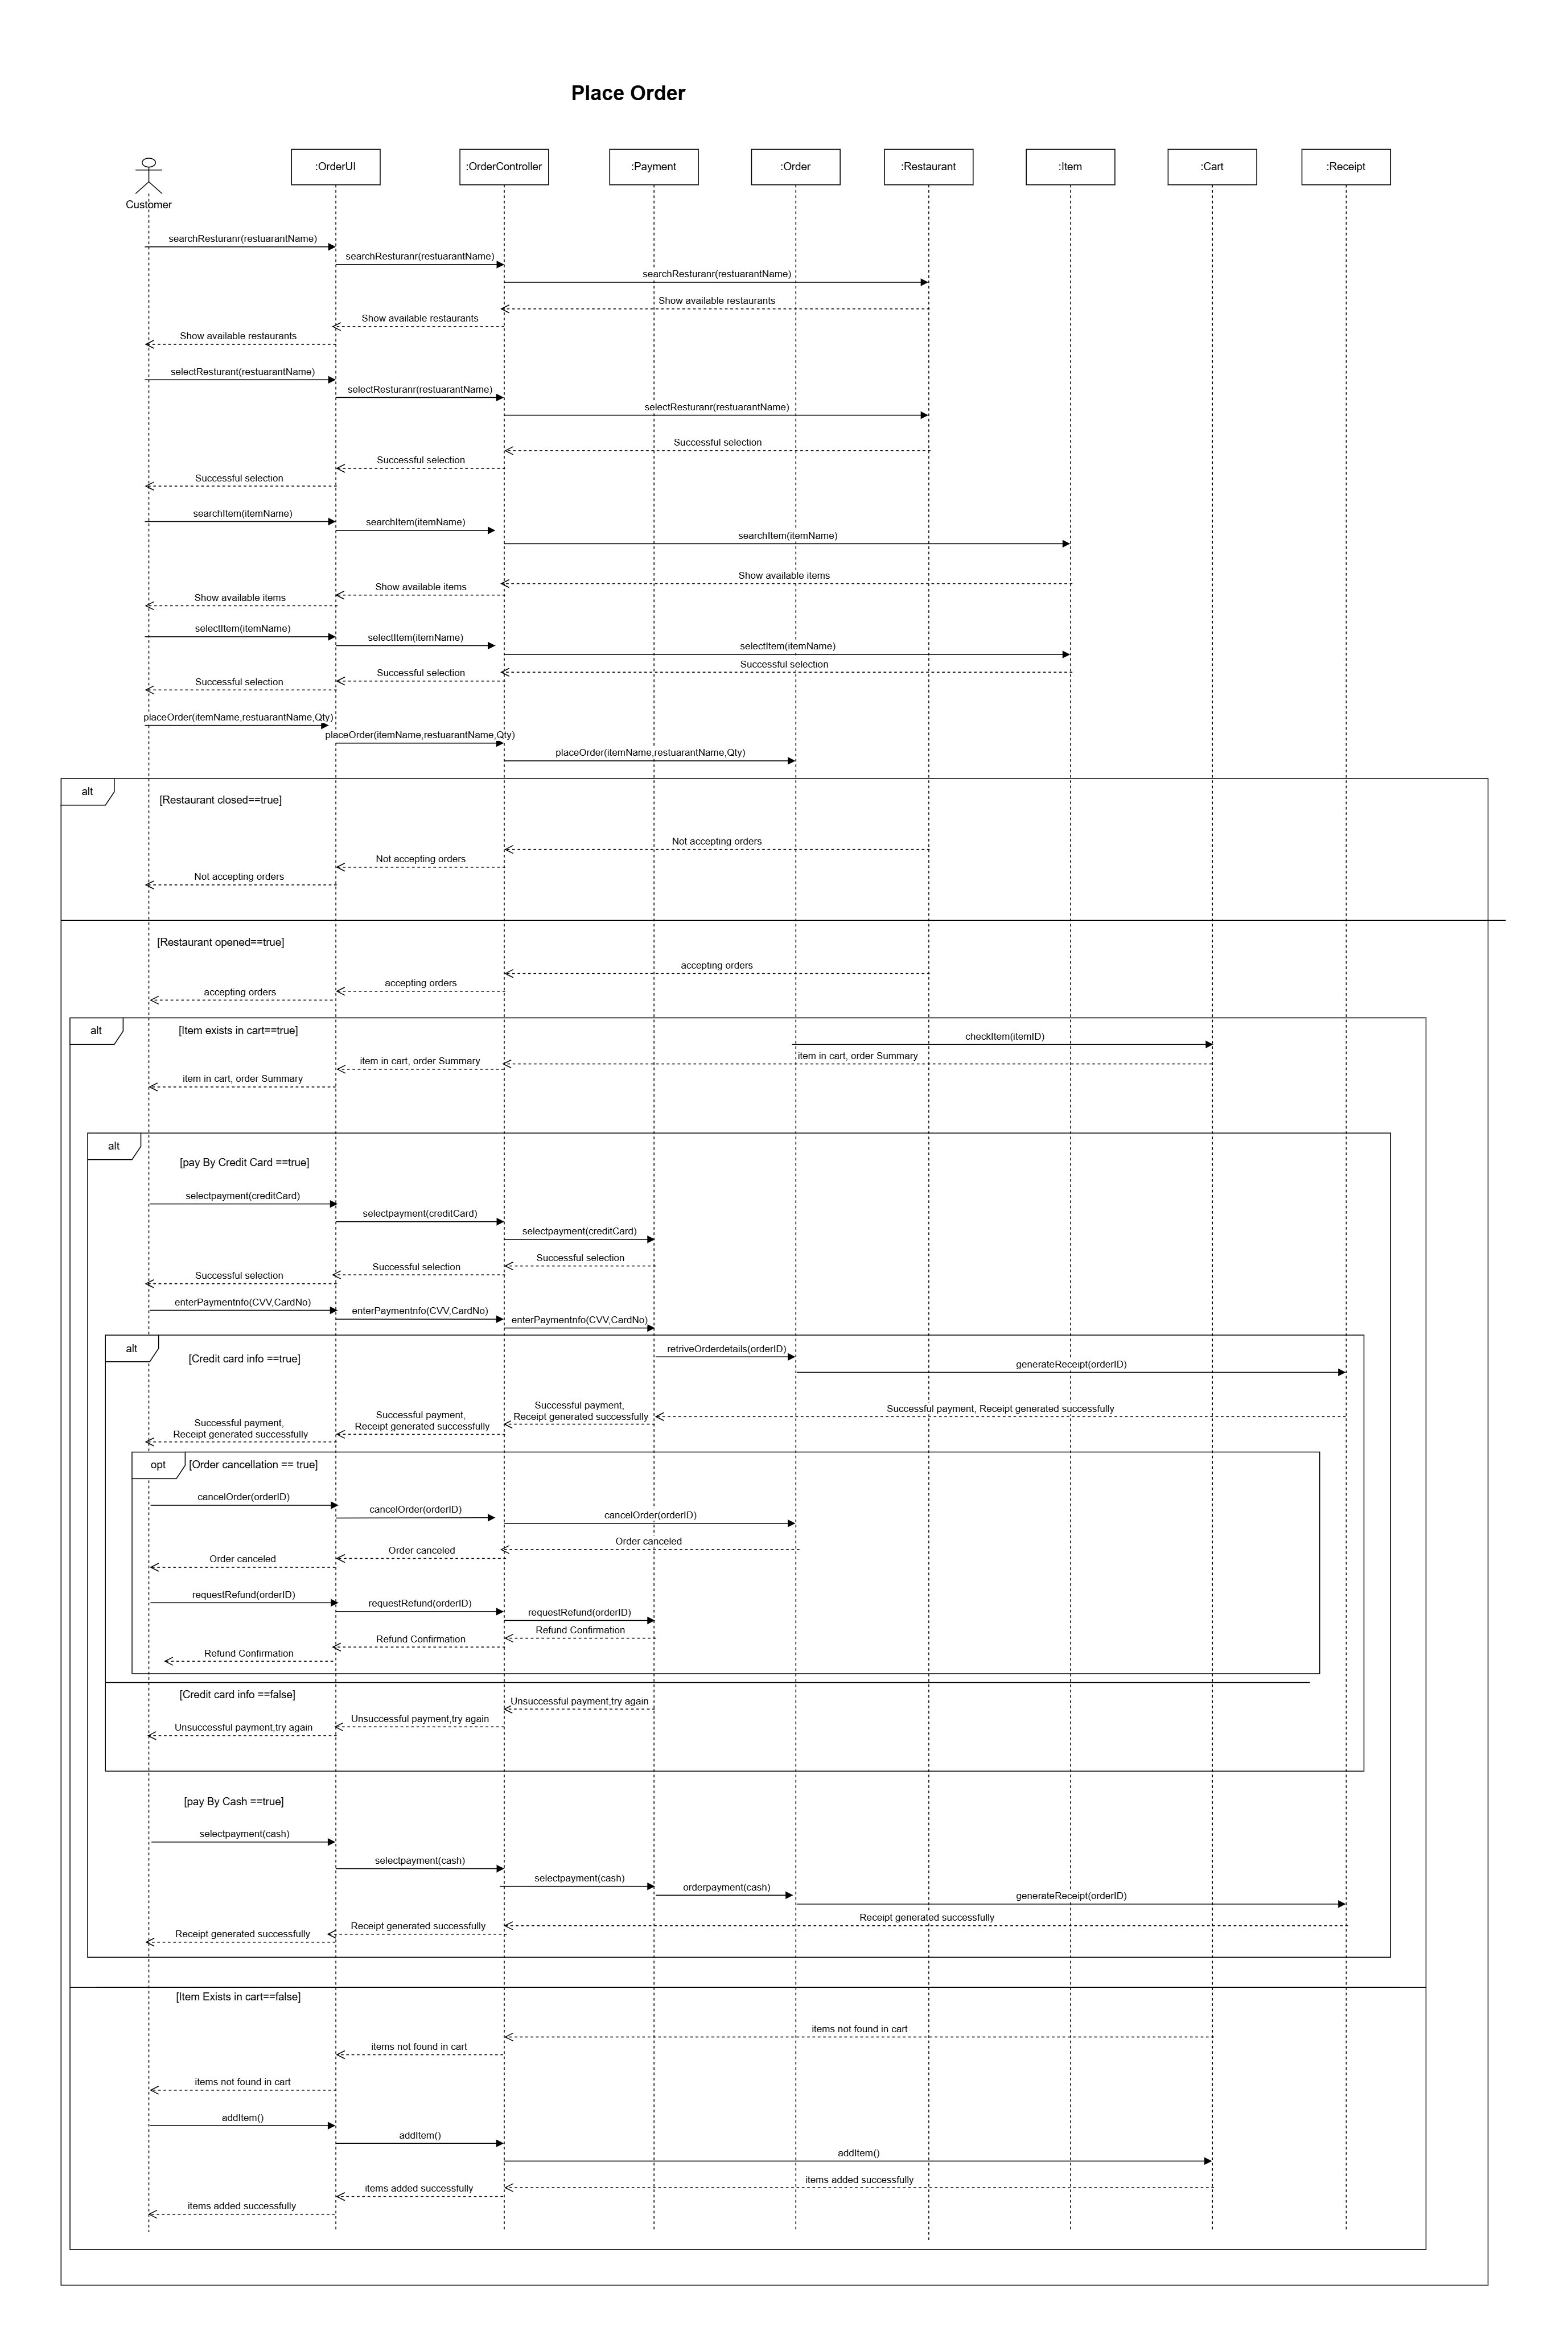 Place Order
:OrderUI
:OrderController
:Payment
:Order
:Restaurant
:Item
:Cart
:Receipt
Customer
searchResturanr(restuarantName)
searchResturanr(restuarantName)
searchResturanr(restuarantName)
Show available restaurants
Show available restaurants
Show available restaurants
selectResturant(restuarantName)
selectResturanr(restuarantName)
selectResturanr(restuarantName)
Successful selection
Successful selection
Successful selection
searchItem(itemName)
searchItem(itemName)
searchItem(itemName)
Show available items
Show available items
Show available items
selectItem(itemName)
selectItem(itemName)
selectItem(itemName)
Successful selection
Successful selection
Successful selection
placeOrder(itemName,restuarantName,Qty)
placeOrder(itemName,restuarantName,Qty)
placeOrder(itemName,restuarantName,Qty)
alt
[Restaurant closed==true]
Not accepting orders
Not accepting orders
Not accepting orders
[Restaurant opened==true]
accepting orders
accepting orders
accepting orders
alt
[Item exists in cart==true]
checkItem(itemID)
item in cart, order Summary
item in cart, order Summary
item in cart, order Summary
alt
[pay By Credit Card ==true]
selectpayment(creditCard)
selectpayment(creditCard)
selectpayment(creditCard)
Successful selection
Successful selection
Successful selection
enterPaymentnfo(CVV,CardNo)
enterPaymentnfo(CVV,CardNo)
enterPaymentnfo(CVV,CardNo)
alt
[Credit card info ==true]
retriveOrderdetails(orderID)
generateReceipt(orderID)
Successful payment, Receipt generated successfully
Successful payment,
Receipt generated successfully
Successful payment,
Receipt generated successfully
Successful payment,
Receipt generated successfully
opt
[Order cancellation == true]
cancelOrder(orderID)
cancelOrder(orderID)
cancelOrder(orderID)
Order canceled
Order canceled
Order canceled
requestRefund(orderID)
requestRefund(orderID)
requestRefund(orderID)
Refund Confirmation
Refund Confirmation
Refund Confirmation
[Credit card info ==false]
Unsuccessful payment,try again
Unsuccessful payment,try again
Unsuccessful payment,try again
[pay By Cash ==true]
selectpayment(cash)
selectpayment(cash)
selectpayment(cash)
orderpayment(cash)
generateReceipt(orderID)
Receipt generated successfully
Receipt generated successfully
Receipt generated successfully
[Item Exists in cart==false]
items not found in cart
items not found in cart
items not found in cart
addItem()
addItem()
addItem()
items added successfully
items added successfully
items added successfully